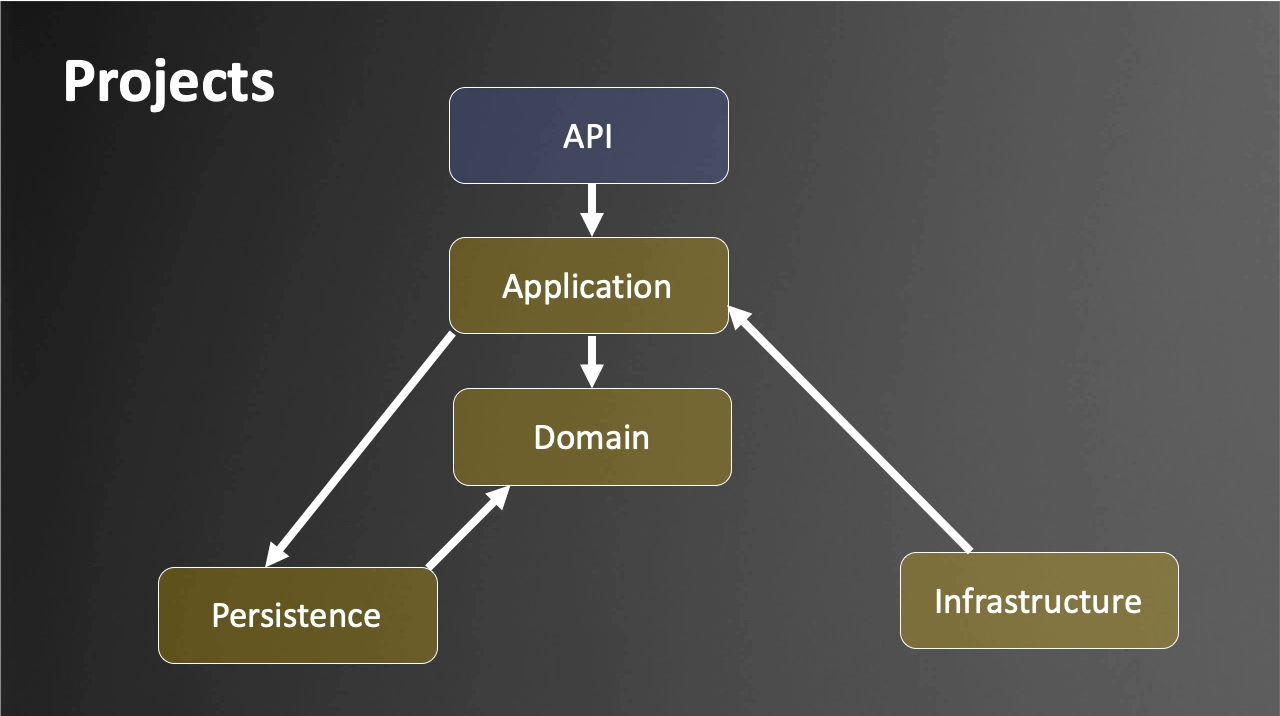 Projects
API
Application
Domain
Persistence
Infrastructure